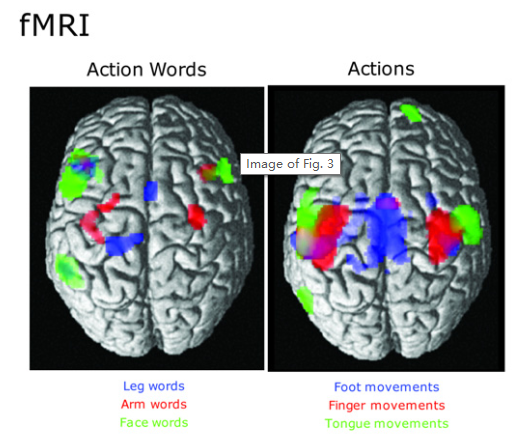 fMRI
Action Words
Actions
Image of Fig. 3
Leg words
Arm words
Face words
Foot movements
Finger movements
Tongue movements